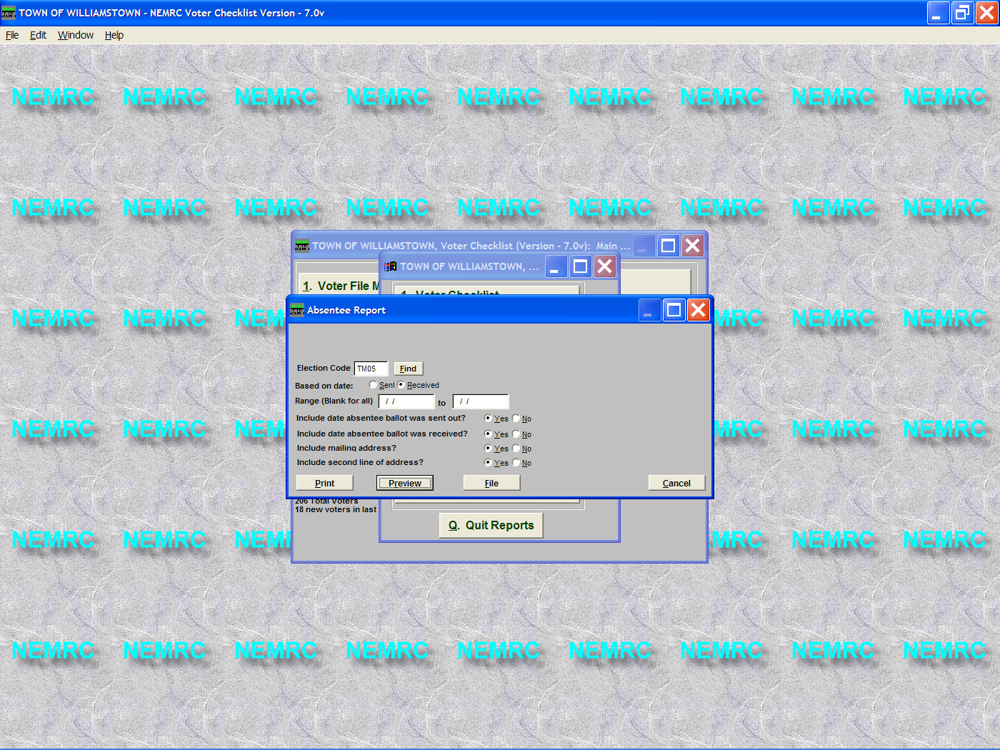 TOWN OF WILLIAMSTOWN - NEMRC Voter Checklist Version - 7.0v
File Edit Window Help
NEMRC NEMRC NEMRC NEMRC NEMRC NEMRC NEMRC NEMRC NEMRC
NEMRC NEMRC NEMRC NEMRC NEMRC NEMRC NEMRC NEMRC NEMRC
TOWN OF WILLIAMSTOWN, Voter Checklist (Version - 7.0v): Main ...
TOWN OF WILLIAMSTOWN, ...
1. Voter File M
1. Voter Checklist
Absentee Report
NEMRC NEMRC NEM MRC NEMRC NEMRC
Election Code TM05 Find
Based on date: Sent Received
Range (Blank for all) / / to / /
Include date absentee ballot was sent out? Yes No
NEMRC NEMRC NEM MRC NEMRC NEMRC
Include date absentee ballot was received? Yes No
Include mailing address? Yes No
Include second line of address? Yes No
Print Preview File Cancel
206 Total Voters
18 new voters in last
Q. Quit Reports
NEMRC NEMRC NEM MRC NEMRC NEMRC
NEMRC NEMRC NEMRC NEMRC NEMRC NEMRC NEMRC NEMRC NEMRC